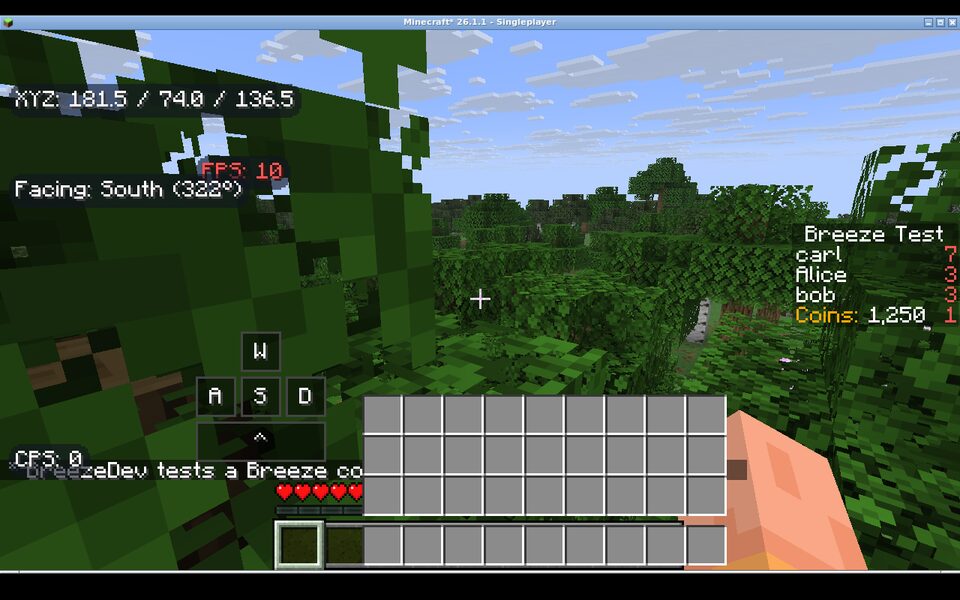 Minecraft* 26.1.1 - Singleplayer
XYZ: 181.5 / 74.0 / 136.5
FPS: 10
Facing: South (322°)
Breeze Test
carl 7
Alice 3
bob 3
Coins: 1,250 1
W
A S D
^
CPS: 0
BreezeDev tests a Breeze co